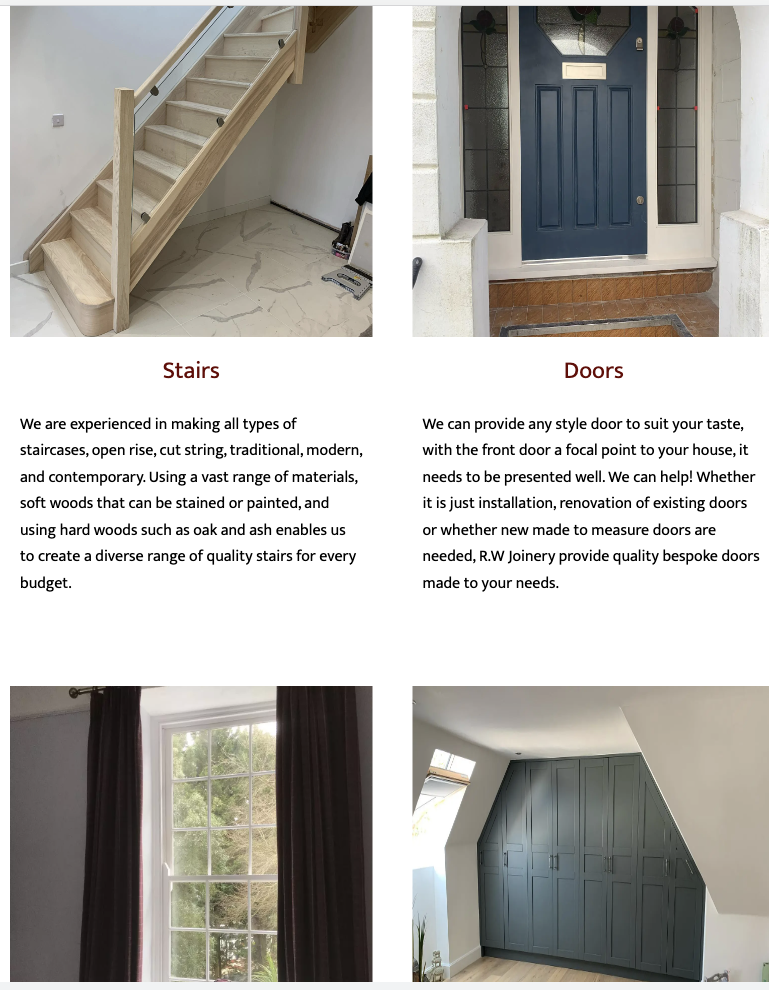 Stairs
We are experienced in making all types of
staircases, open rise, cut string, traditional, modern,
and contemporary. Using a vast range of materials,
soft woods that can be stained or painted, and
using hard woods such as oak and ash enables us
to create a diverse range of quality stairs for every
budget.
Doors
We can provide any style door to suit your taste,
with the front door a focal point to your house, it
needs to be presented well. We can help! Whether
it is just installation, renovation of existing doors
or whether new made to measure doors are
needed, R.W Joinery provide quality bespoke doors
made to your needs.